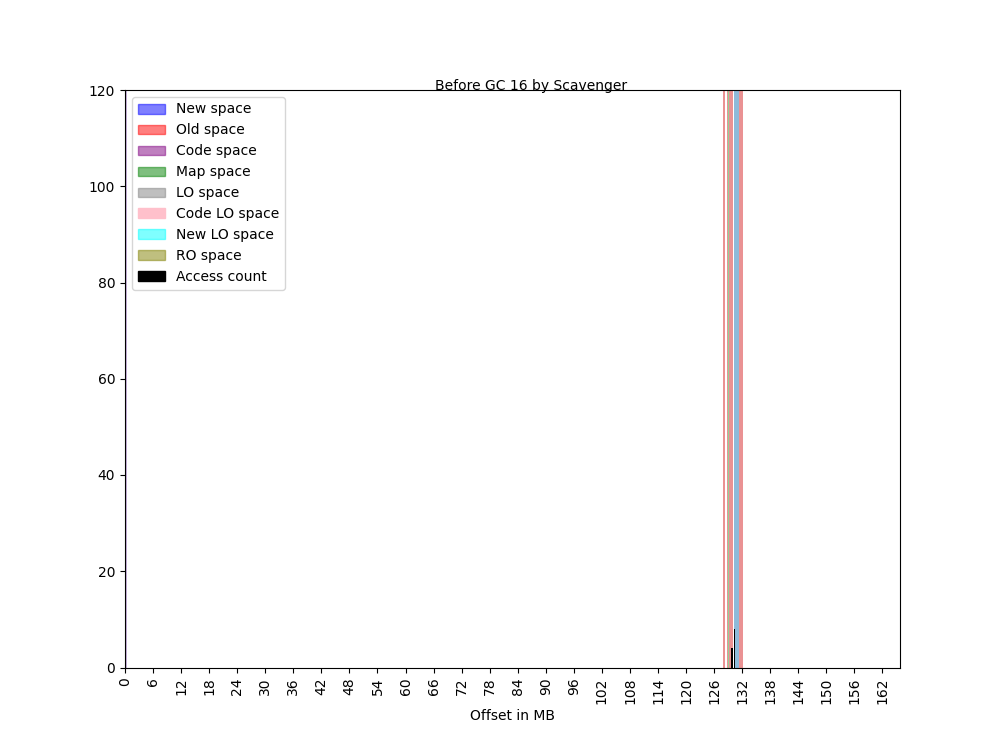 Before GC 16 by Scavenger
120
100
80
60
40
20
0
New space
Old space
Code space
Map space
LO space
Code LO space
New LO space
RO space
Access count
0 6 12 18 24 30 36 42 48 54 60 66 72 78 84 90 96 102 108 114 120 126 132 138 144 150 156 162
Offset in MB